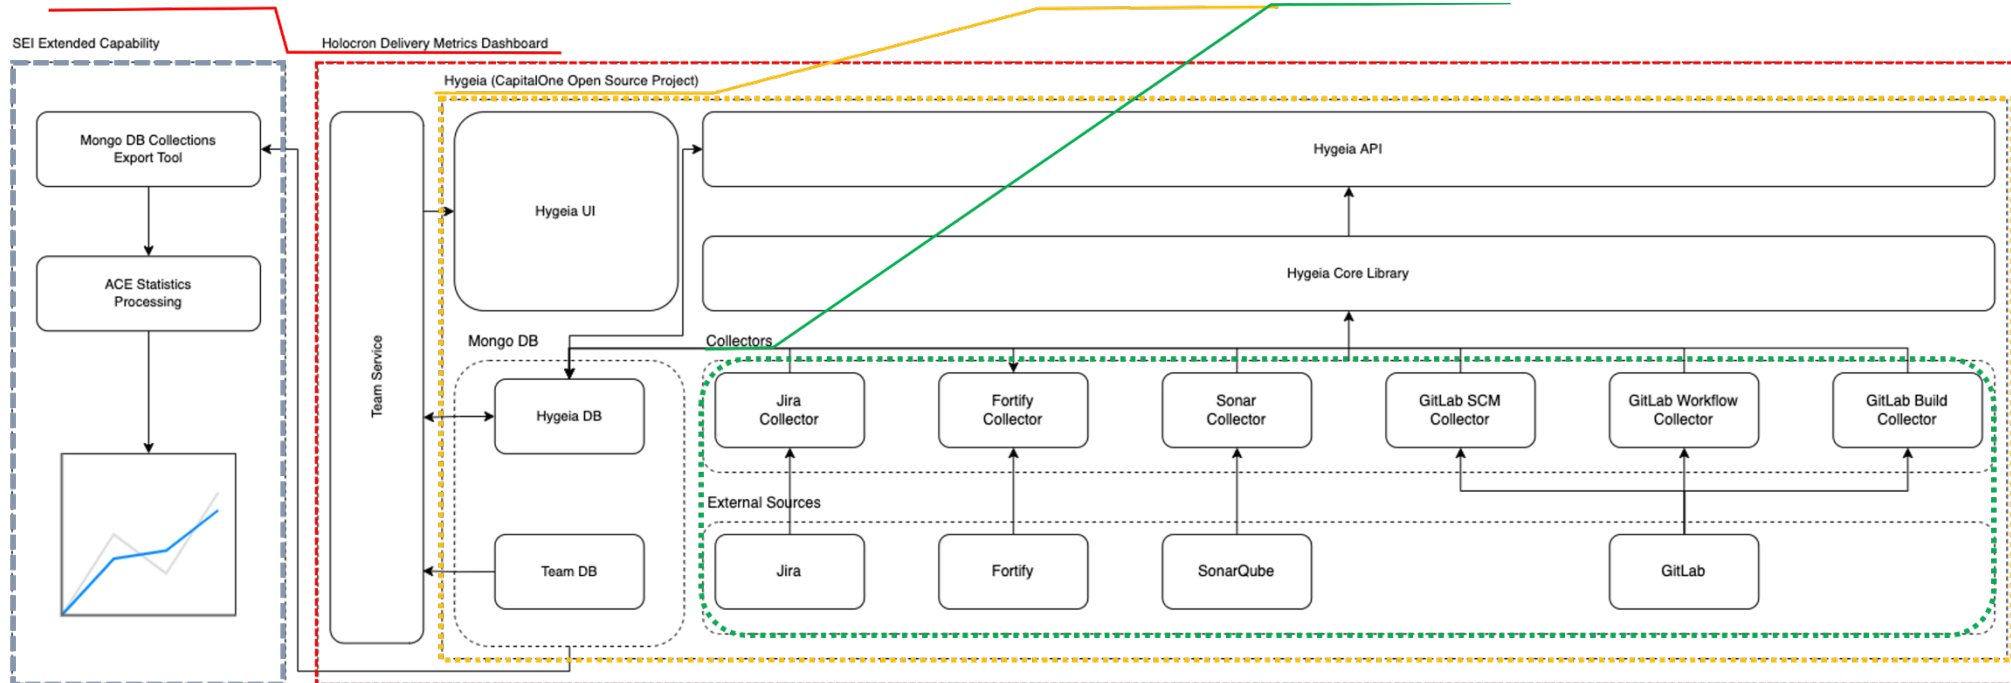 SEI Extended Capability
Holocron Delivery Metrics Dashboard
Hygeia (CapitalOne Open Source Project)
Mongo DB Collections
Export Tool
Hygeia API
Hygeia UI
Hygeia Core Library
ACE Statistics
Processing
Team Service
Mongo DB
Collectors
Hygeia DB
Jira
Collector
Fortify
Collector
Sonar
Collector
GitLab SCM
Collector
GitLab Workflow
Collector
GitLab Build
Collector
External Sources
Team DB
Jira
Fortify
SonarQube
GitLab